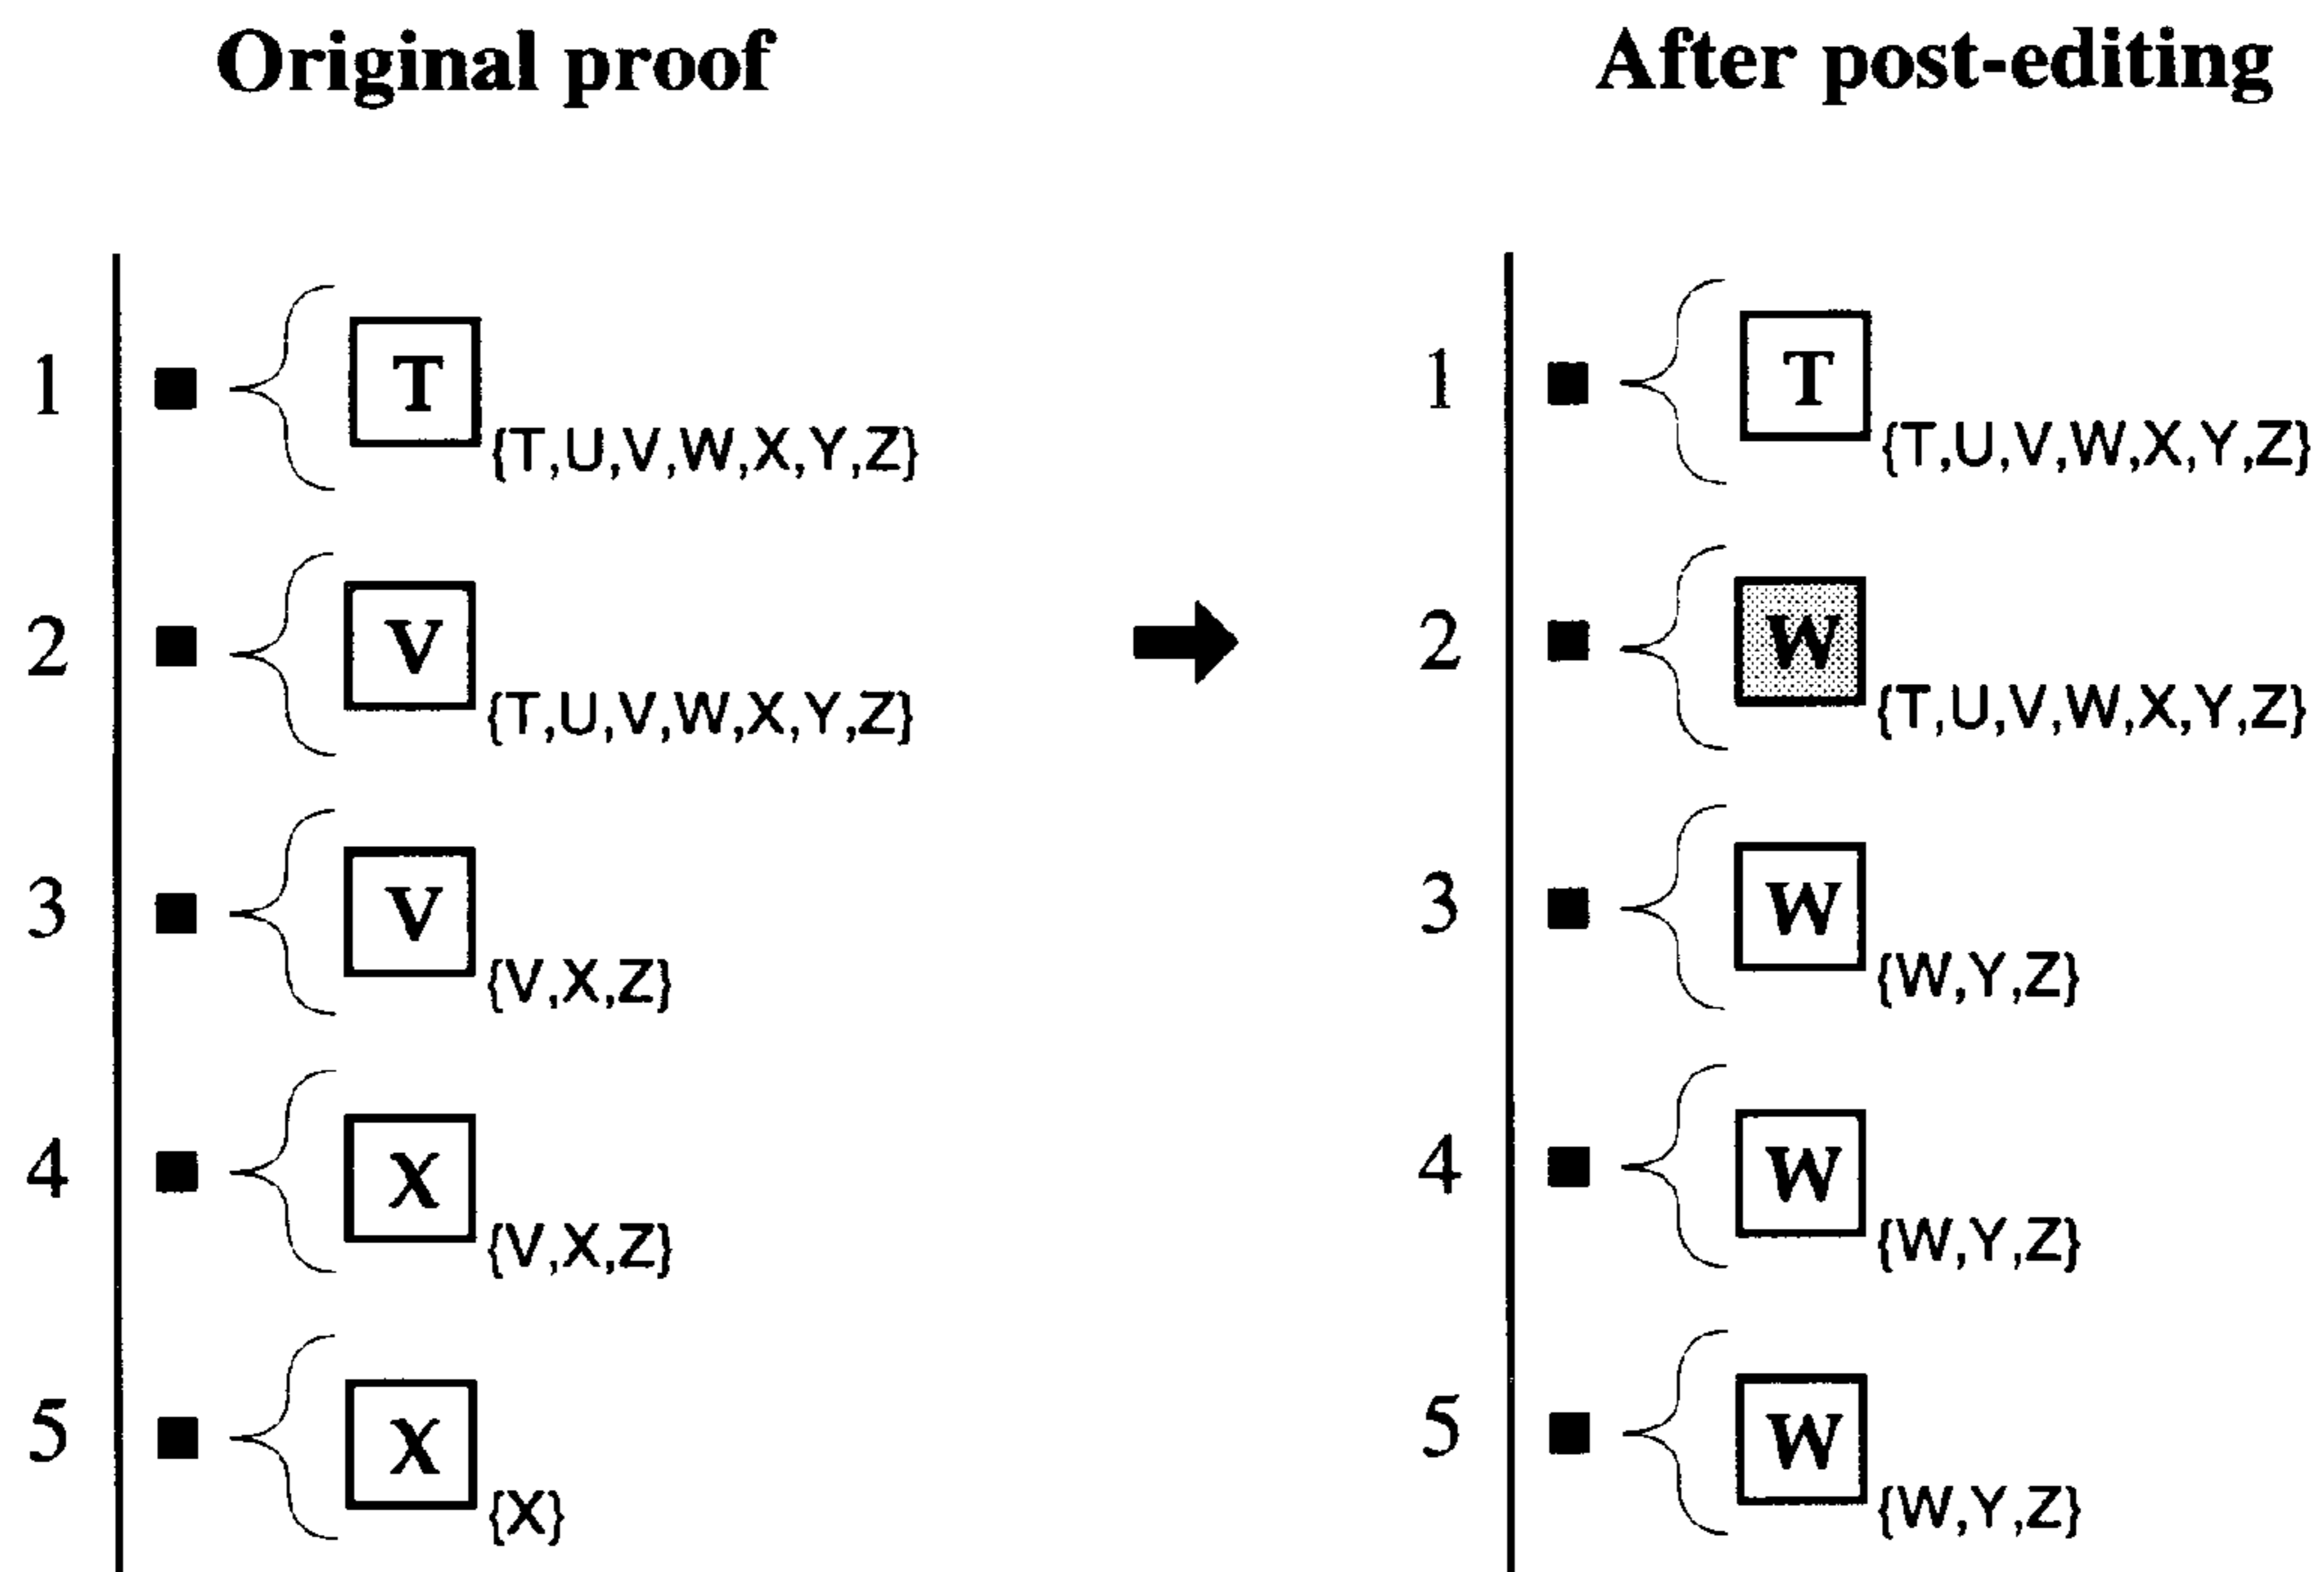 Original proof
1 T {T,U,V,W,X,Y,Z}
2 V {T,U,V,W,X,Y,Z}
3 V {V,X,Z}
4 X {V,X,Z}
5 X {X}
After post-editing
1 T {T,U,V,W,X,Y,Z}
2 W {T,U,V,W,X,Y,Z}
3 W {W,Y,Z}
4 W {W,Y,Z}
5 W {W,Y,Z}